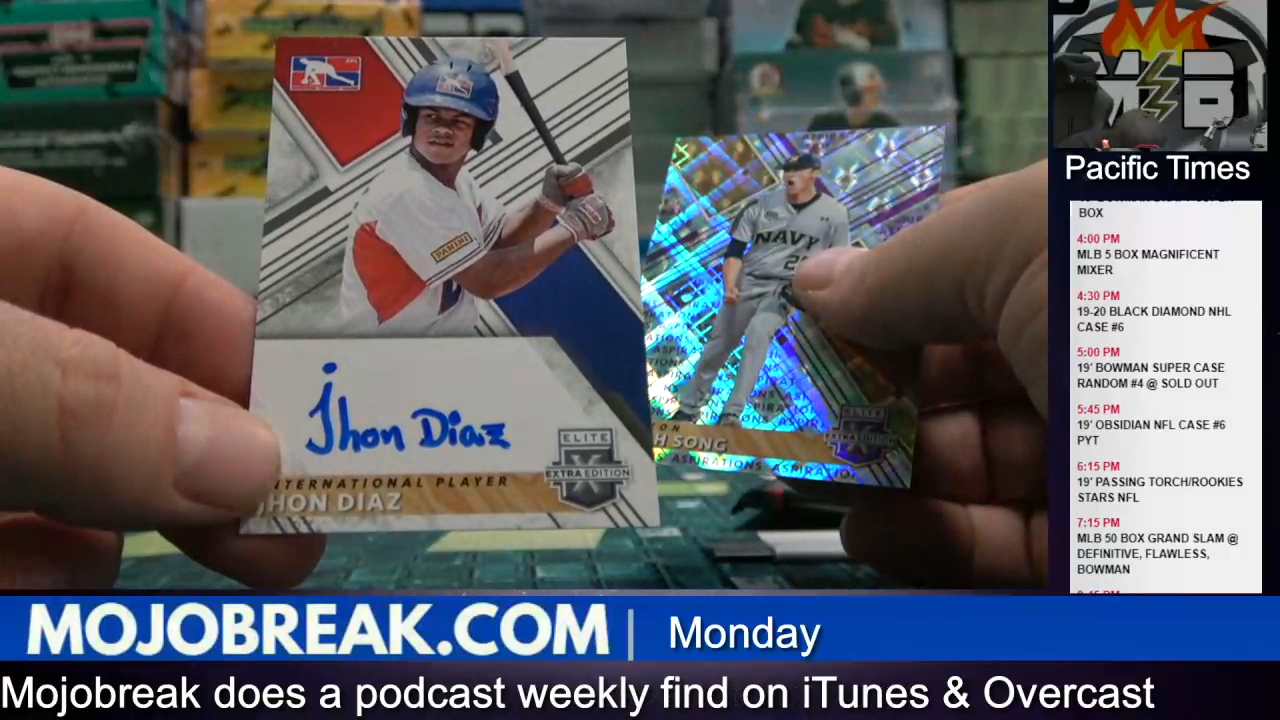 PANINI
Jhon Diaz
ELITE
EXTRA EDITION
INTERNATIONAL PLAYER
JHON DIAZ
NAVY
H SONG
ELITE
EXTRA EDITION
ASPIRATIONS ASPIRATIO
M B
Pacific Times
BOX
4:00 PM
MLB 5 BOX MAGNIFICENT
MIXER
4:30 PM
19-20 BLACK DIAMOND NHL
CASE #6
5:00 PM
19' BOWMAN SUPER CASE
RANDOM #4 @ SOLD OUT
5:45 PM
19' OBSIDIAN NFL CASE #6
PYT
6:15 PM
19' PASSING TORCH/ROOKIES
STARS NFL
7:15 PM
MLB 50 BOX GRAND SLAM @
DEFINITIVE, FLAWLESS,
BOWMAN
MOJOBREAK.COM | Monday
Mojobreak does a podcast weekly find on iTunes & Overcast